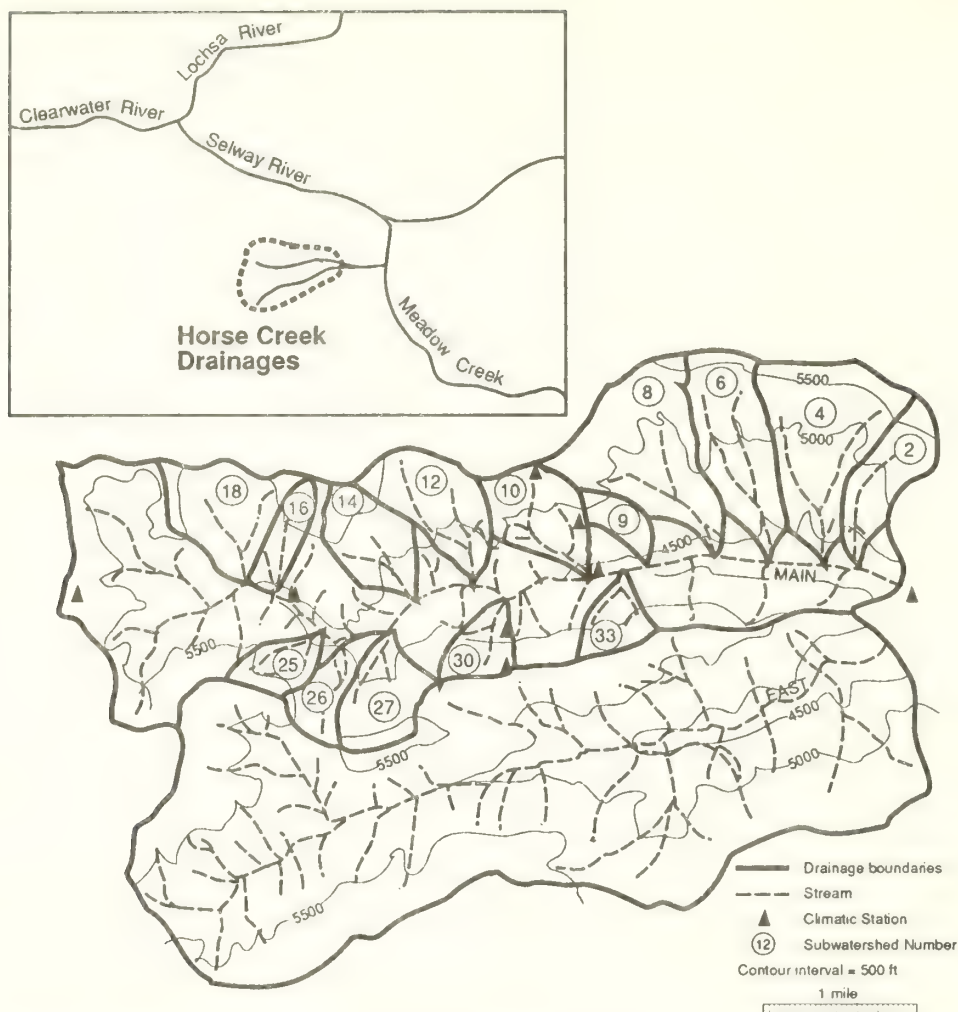 Lochsa River
Clearwater River
Selway River
Meadow Creek
Horse Creek
Drainages
5500
6
8
4
5000
2
18
16
14
12
10
9
4500
MAIN
5500
25
26
27
30
33
EAST
4500
5500
5000
5500
Drainage boundaries
Stream
Climatic Station
12 Subwatershed Number
Contour interval = 500 ft
1 mile